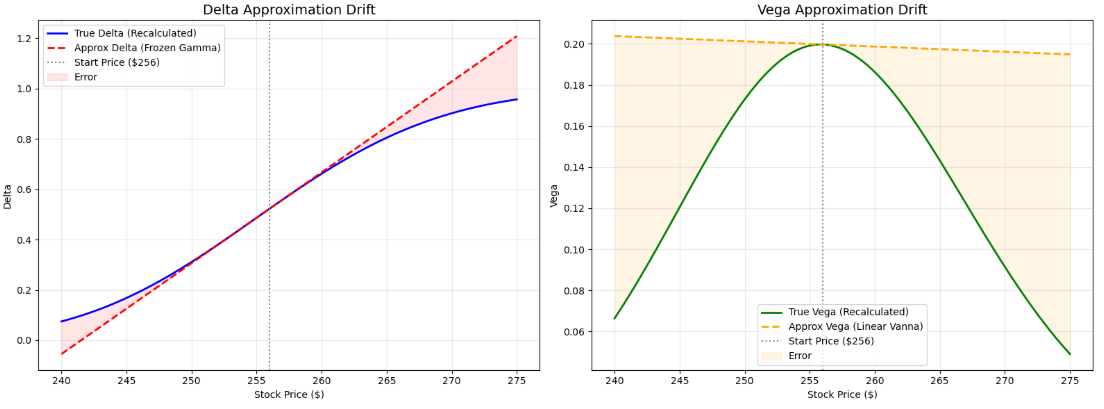 Delta Approximation Drift
True Delta (Recalculated)
Approx Delta (Frozen Gamma)
Start Price ($256)
Error
1.2
1.0
0.8
0.6
0.4
0.2
0.0
Delta
240
245
250
255
260
265
270
275
Stock Price ($)
Vega Approximation Drift
0.20
0.18
0.16
0.14
0.12
0.10
0.08
0.06
Vega
True Vega (Recalculated)
Approx Vega (Linear Vanna)
Start Price ($256)
Error
240
245
250
255
260
265
270
275
Stock Price ($)